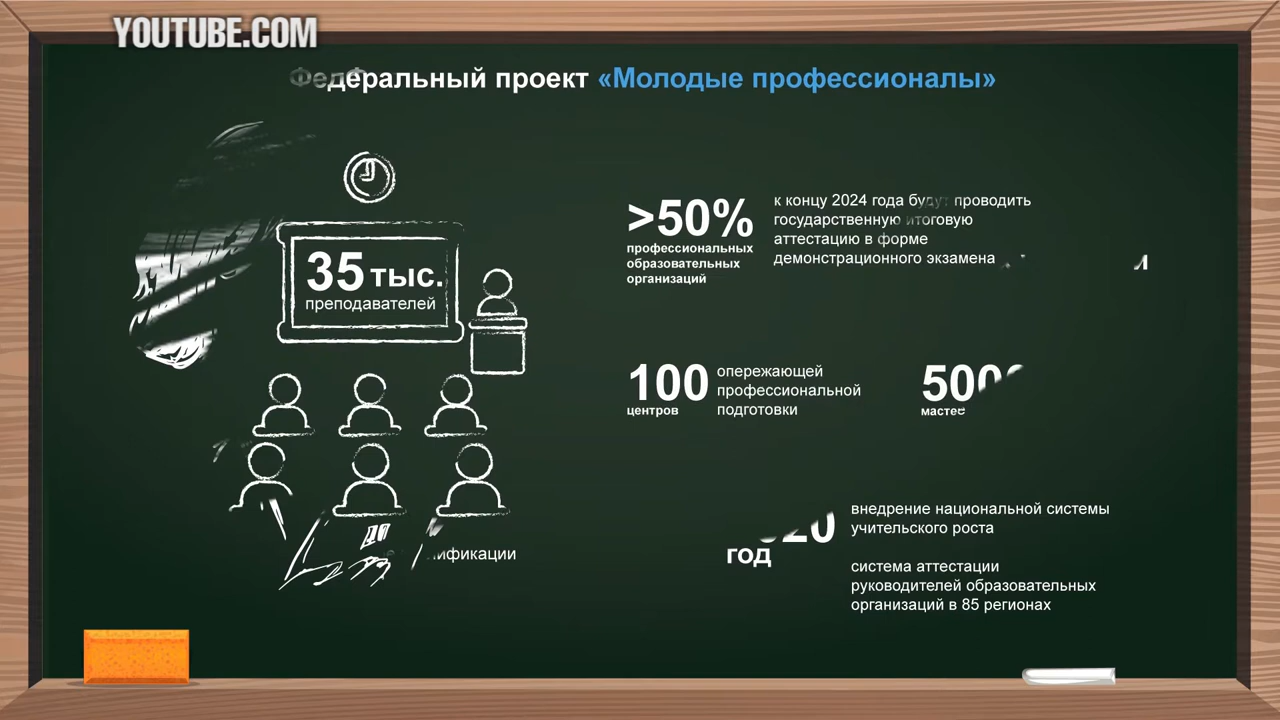 YOUTUBE.COM
Федеральный проект «Молодые профессионалы»
35 тыс.
преподавателей
>50%
профессиональных
образовательных
организаций
к концу 2024 года будут проводить
государственную итоговую
аттестацию в форме
демонстрационного экзамена
100
центров
опережающей
профессиональной
подготовки
год
внедрение национальной системы
учительского роста
система аттестации
руководителей образовательных
организаций в 85 регионах